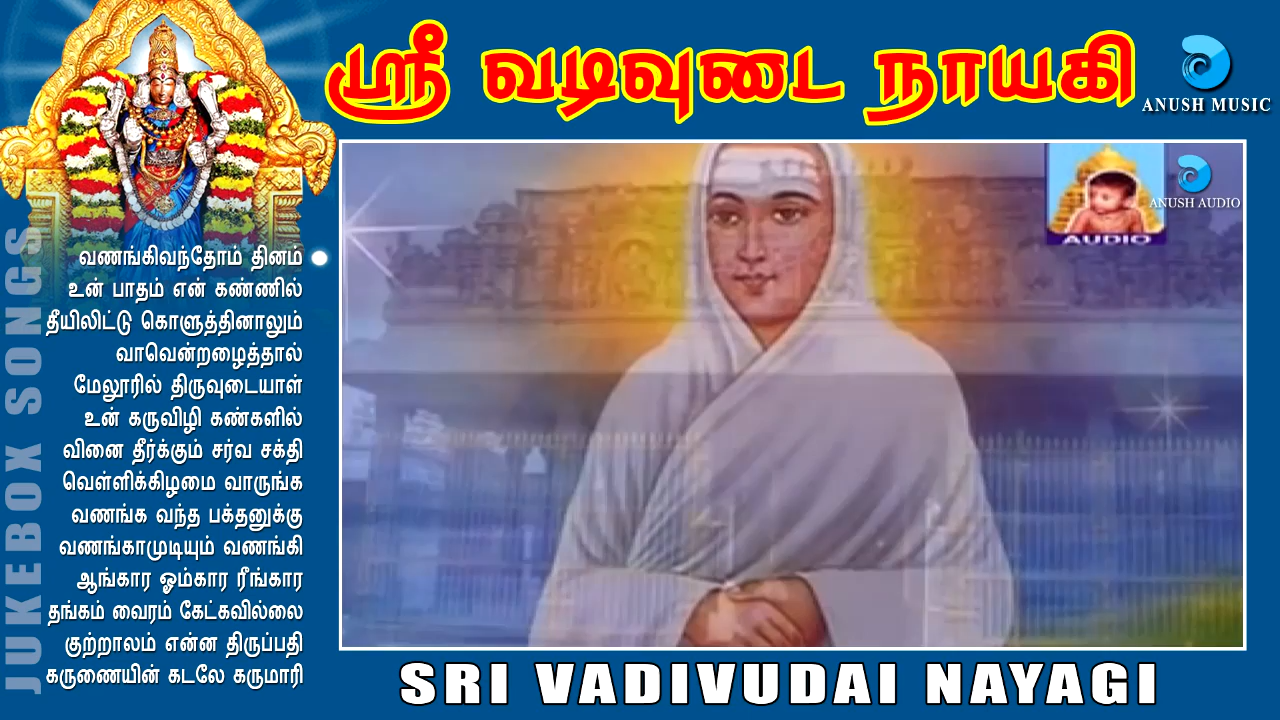 ஸ்ரீ வடிவுடை நாயகி
ANUSH MUSIC
AUDIO
ANUSH AUDIO
JUKEBOX SONGS
வணங்கிவந்தோம் தினம்
உன் பாதம் என் கண்ணில்
தீயிலிட்டு கொளுத்தினாலும்
வாவென்றழைத்தால்
மேலூரில் திருவுடையாள்
உன் கருவிழி கண்களில்
வினை தீர்க்கும் சர்வ சக்தி
வெள்ளிக்கிழமை வாருங்க
வணங்க வந்த பக்தனுக்கு
வணங்காமுடியும் வணங்கி
ஆங்கார ஓம்கார ரீங்கார
தங்கம் வைரம் கேட்கவில்லை
குற்றாலம் என்ன திருப்பதி
கருணையின் கடலே கருமாரி
SRI VADIVUDAI NAYAGI